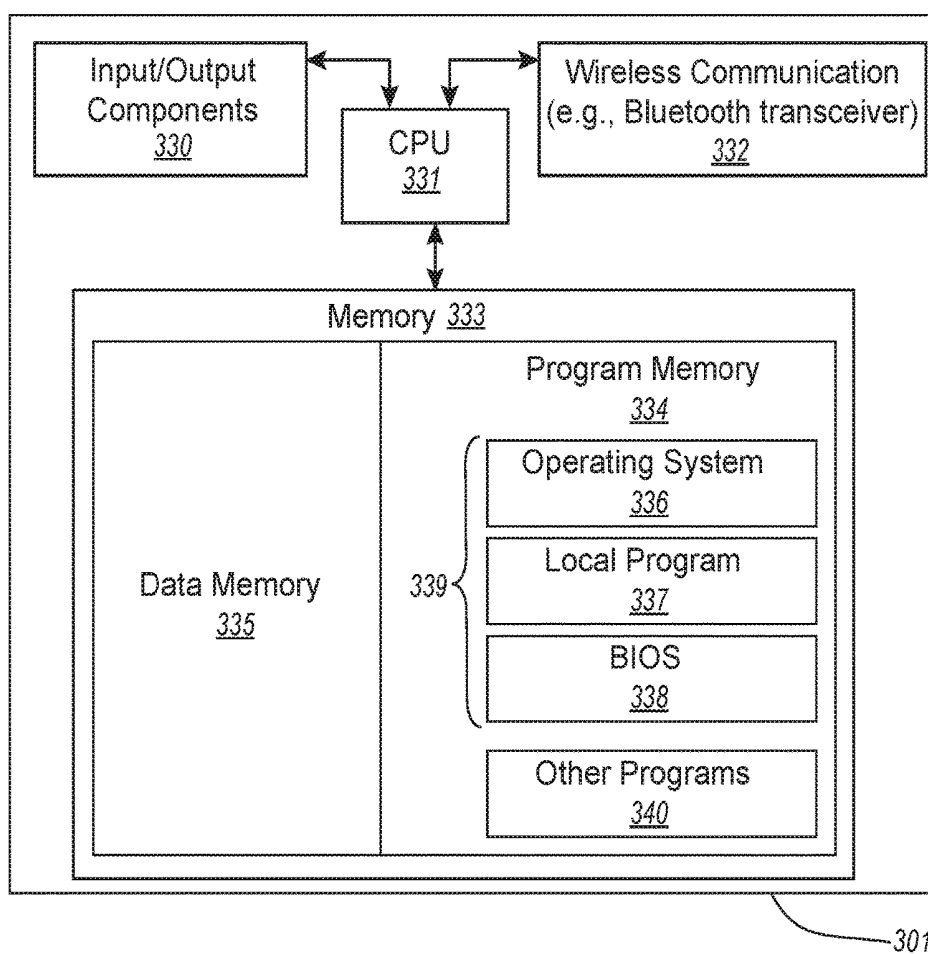 Input/Output
Components
330
CPU
331
Wireless Communication
(e.g., Bluetooth transceiver)
332
Memory 333
Data Memory
335
Program Memory
334
339
Operating System
336
Local Program
337
BIOS
338
Other Programs
340
301